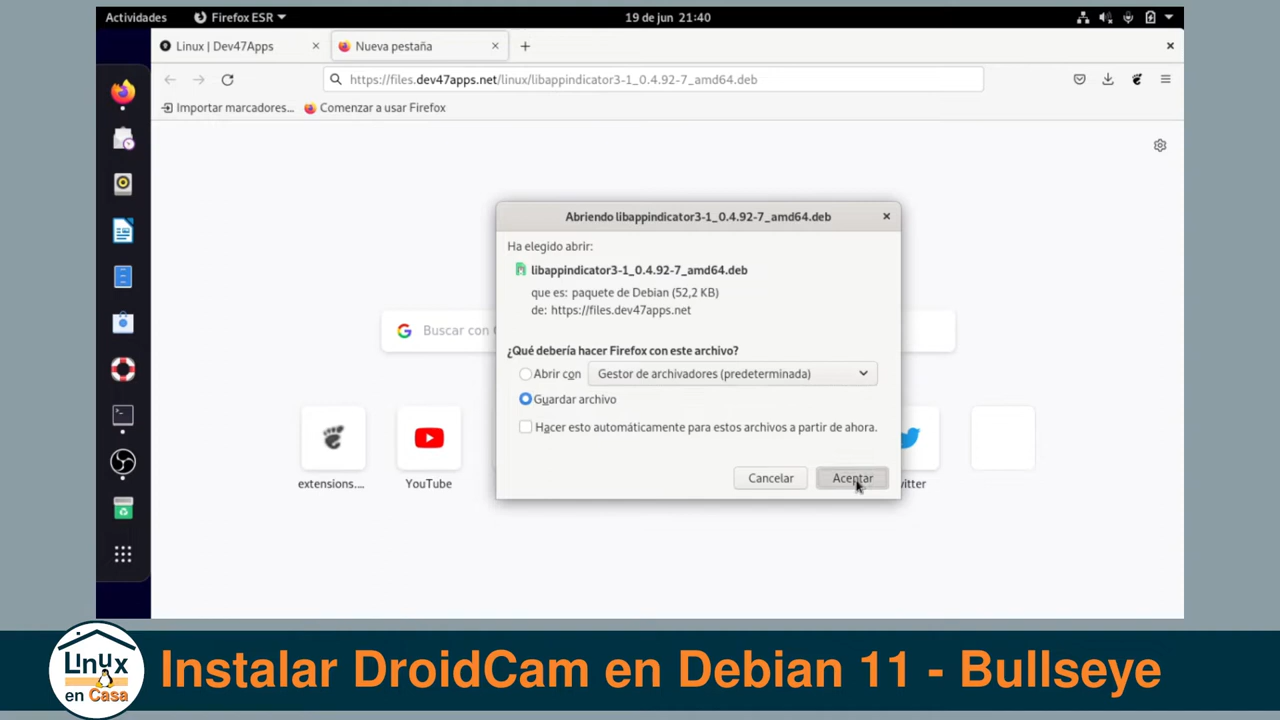 Actividades
Firefox ESR
19 de jun 21:40
Linux | Dev47Apps
Nueva pestaña
https://files.dev47apps.net/linux/libappindicator3-1_0.4.92-7_amd64.deb
Importar marcadores...
Comenzar a usar Firefox
Abriendo libappindicator3-1_0.4.92-7_amd64.deb
Ha elegido abrir:
libappindicator3-1_0.4.92-7_amd64.deb
que es: paquete de Debian (52,2 KB)
de: https://files.dev47apps.net
Buscar con
¿Qué debería hacer Firefox con este archivo?
Abrir con
Gestor de archivadores (predeterminada)
Guardar archivo
Hacer esto automáticamente para estos archivos a partir de ahora.
Cancelar
Aceptar
extensions....
YouTube
witter
Linux
en Casa
Instalar DroidCam en Debian 11 - Bullseye